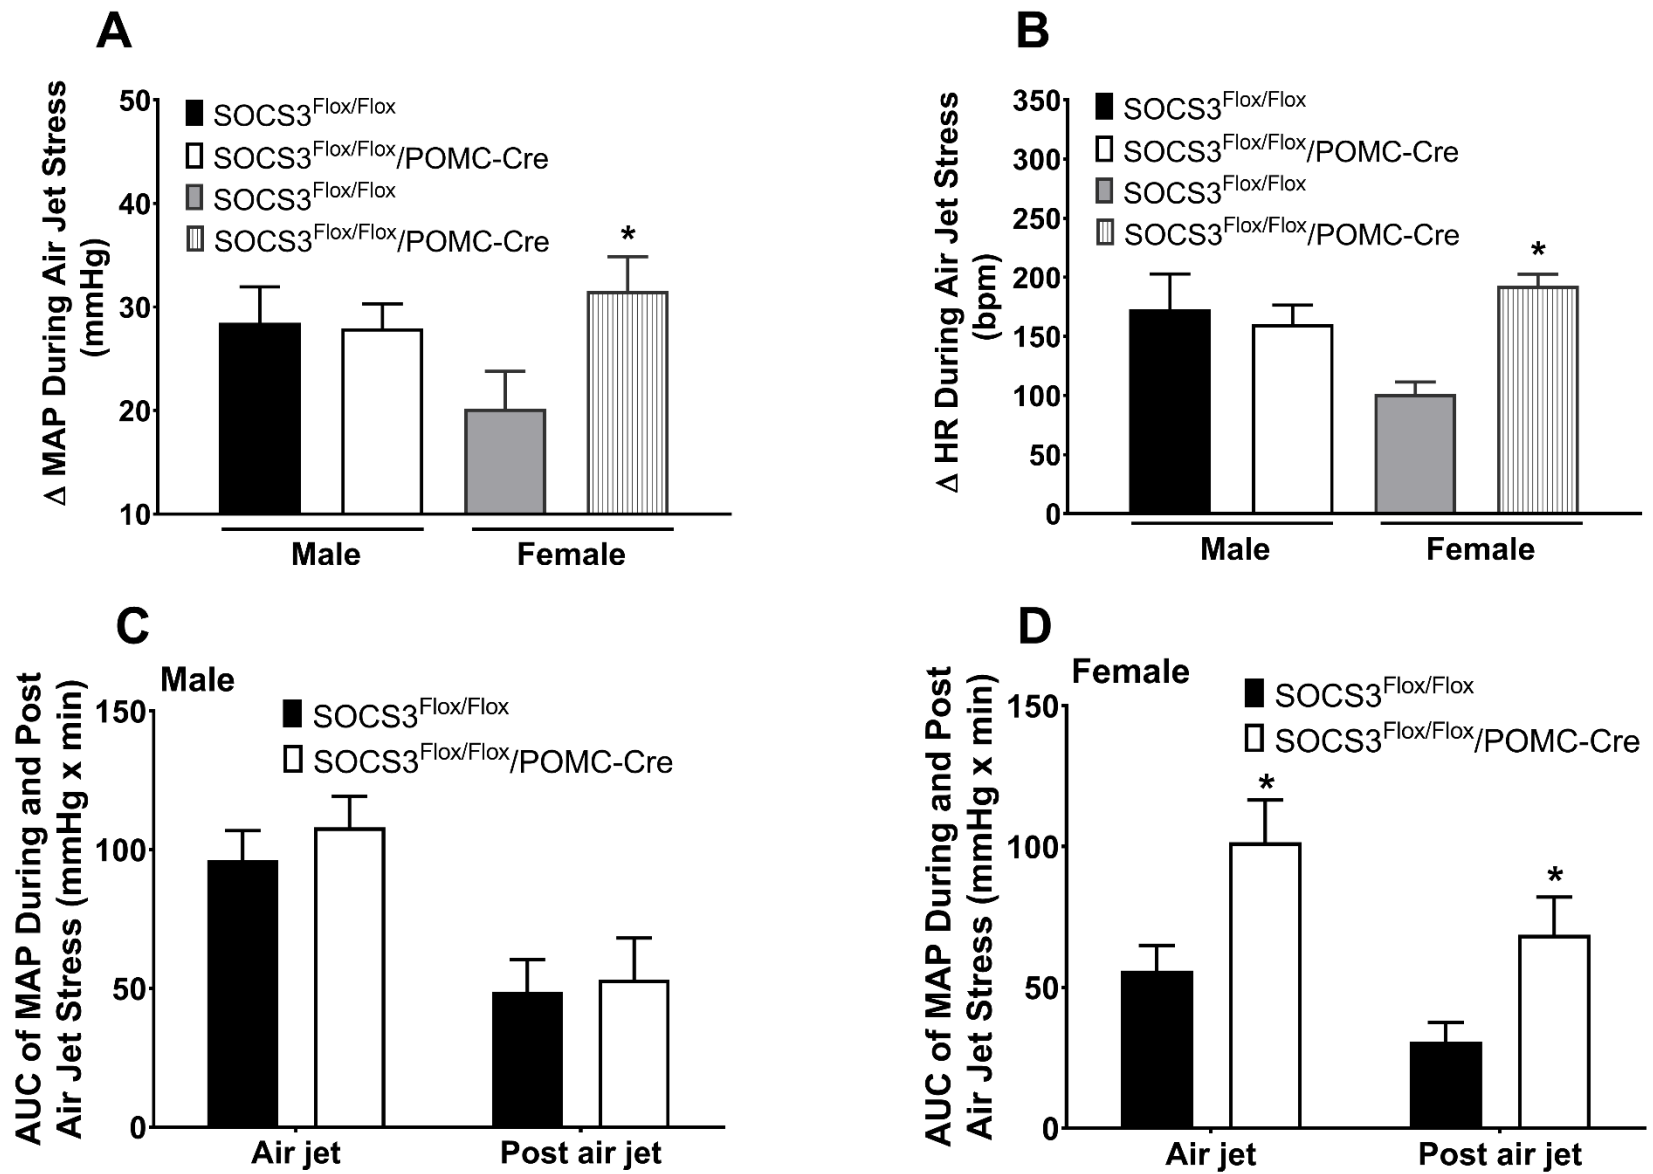 A
Δ MAP During Air Jet Stress
(mmHg)
50
40
30
20
10
SOCS3Flox/Flox
SOCS3Flox/Flox/POMC-Cre
SOCS3Flox/Flox
SOCS3Flox/Flox/POMC-Cre
*
Male
Female
B
Δ HR During Air Jet Stress
(bpm)
350
300
250
200
150
100
50
0
SOCS3Flox/Flox
SOCS3Flox/Flox/POMC-Cre
SOCS3Flox/Flox
SOCS3Flox/Flox/POMC-Cre
*
Male
Female
C
AUC of MAP During and Post
Air Jet Stress (mmHg x min)
Male
150
100
50
0
SOCS3Flox/Flox
SOCS3Flox/Flox/POMC-Cre
Air jet
Post air jet
D
AUC of MAP During and Post
Air Jet Stress (mmHg x min)
Female
150
100
50
0
SOCS3Flox/Flox
SOCS3Flox/Flox/POMC-Cre
*
*
Air jet
Post air jet